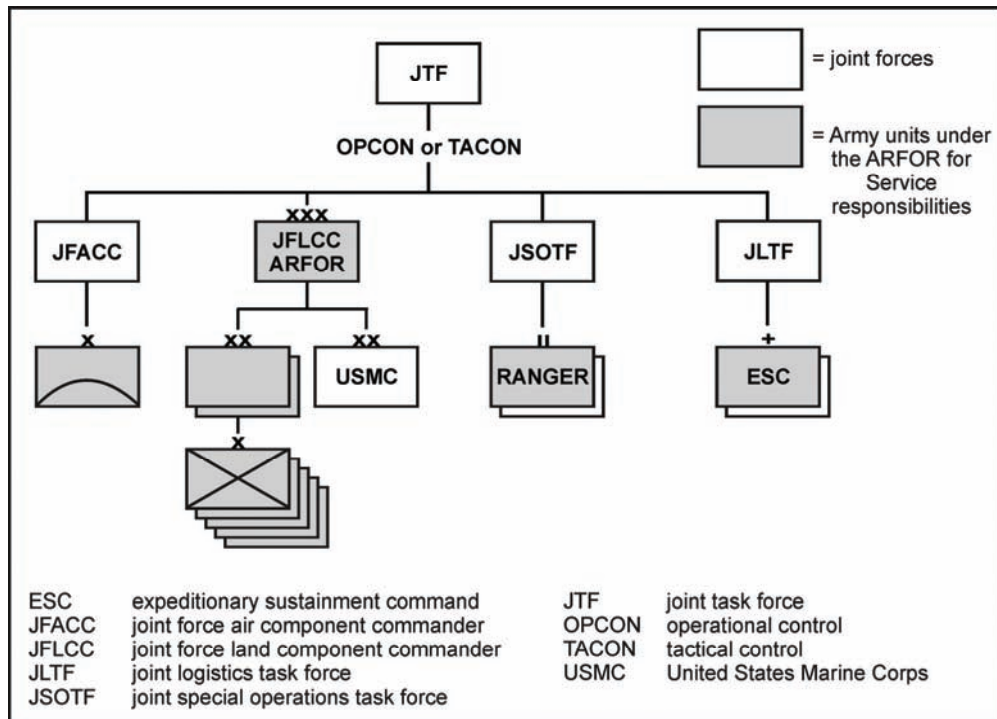 JTF
= joint forces
OPCON or TACON
= Army units under
the ARFOR for
Service
responsibilities
XXX
JFACC
JFLCC
ARFOR
JSOTF
JLTF
X
XX
XX
II
+
USMC
RANGER
ESC
X
ESC expeditionary sustainment command
JFACC joint force air component commander
JFLCC joint force land component commander
JLTF joint logistics task force
JSOTF joint special operations task force
JTF joint task force
OPCON operational control
TACON tactical control
USMC United States Marine Corps